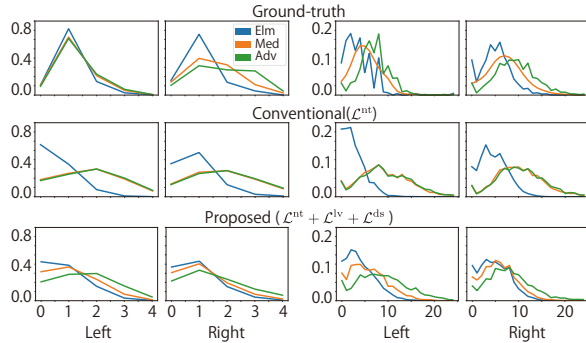 Ground-truth
0.8
0.4
0.0
Elm
Med
Adv
0.2
0.1
0.0
Conventional(ℒⁿᵗ)
0.8
0.4
0.0
0.2
0.1
0.0
Proposed (ℒⁿᵗ + ℒˡᵛ + ℒᵈˢ)
0.8
0.4
0.0
0.2
0.1
0.0
0 1 2 3 4 0 1 2 3 4 0 10 20 0 10 20
Left Right Left Right